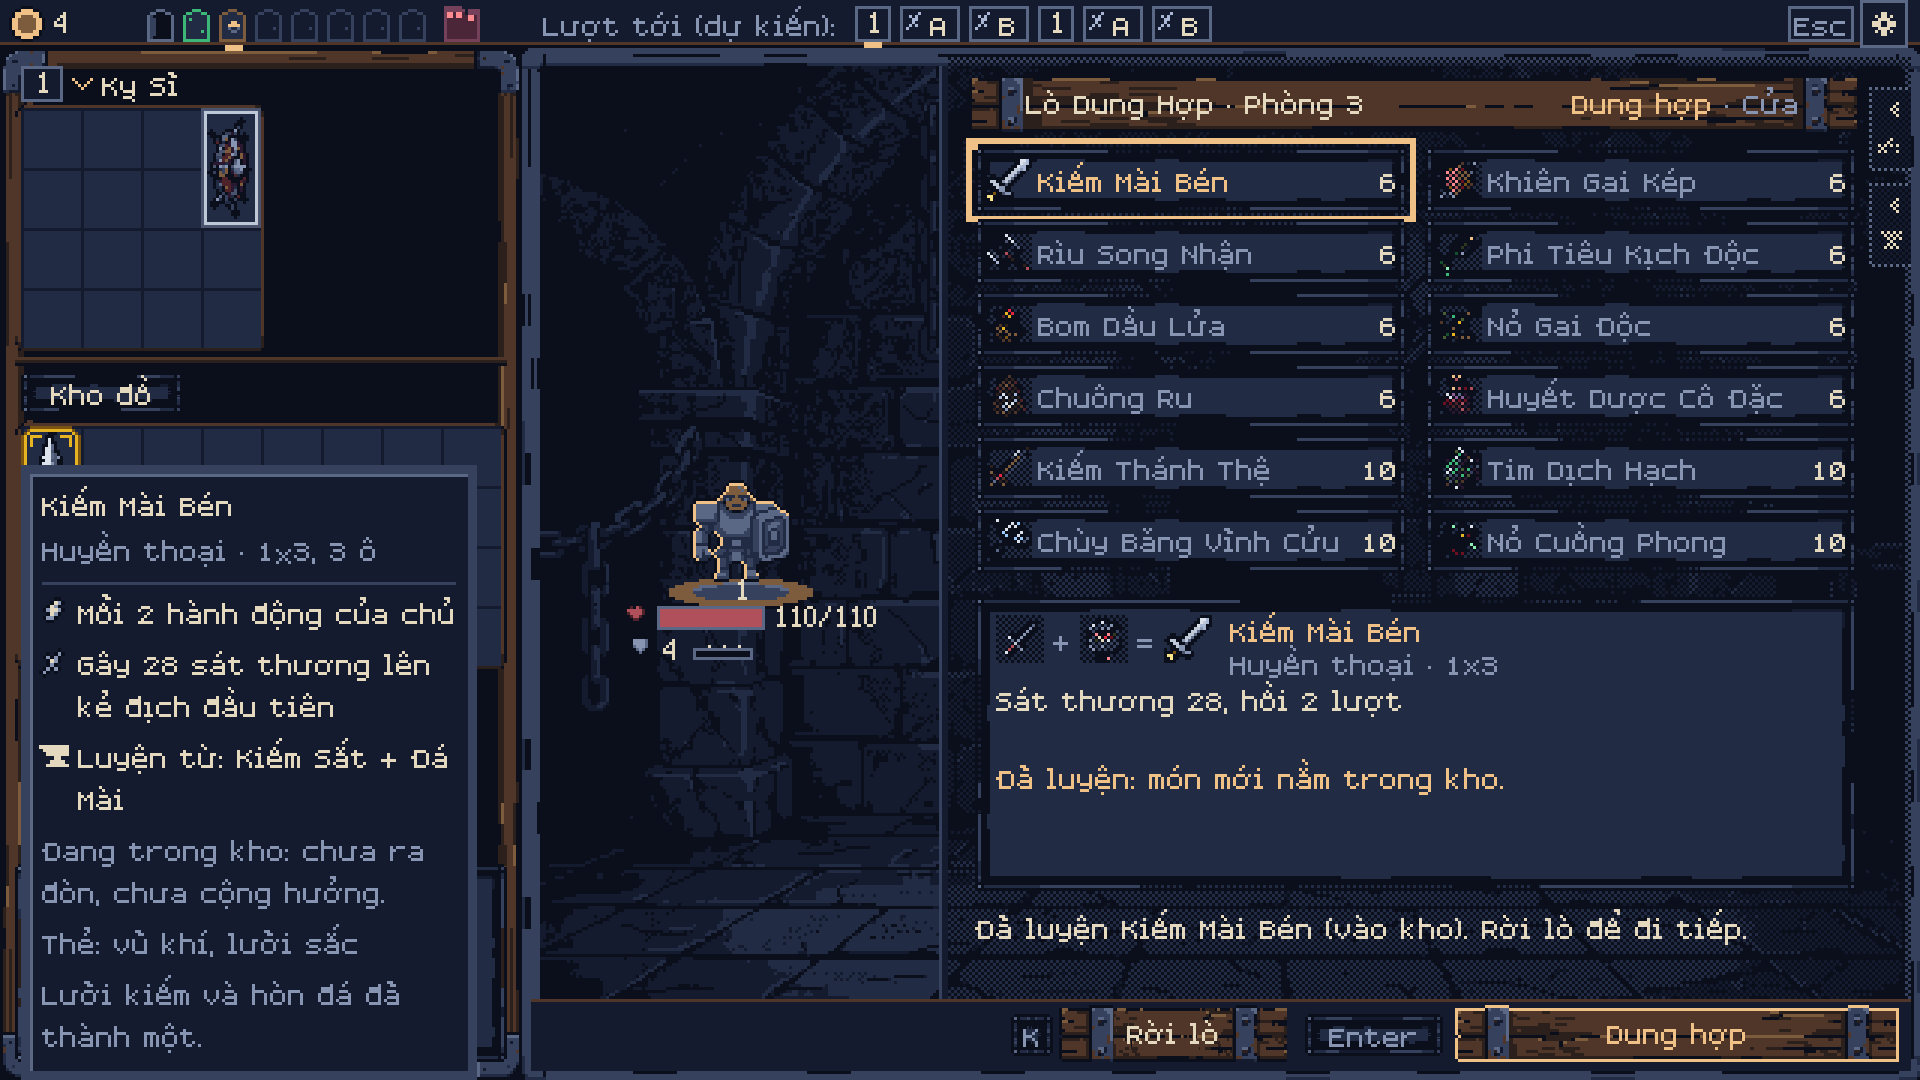 4
Lượt tới (dự kiến): 1 A B 1 A B
Esc
1 Kỵ Sĩ
Kho đồ
Kiếm Mài Bén
Huyền thoại · 1x3, 3 ô
Mỗi 2 hành động của chủ
Gây 28 sát thương lên
kẻ địch đầu tiên
Luyện từ: Kiếm Sắt + Đá
Mài
Đang trong kho: chưa ra
đòn, chưa cộng hưởng.
Thẻ: vũ khí, lưỡi sắc
Lưỡi kiếm và hòn đá đã
thành một.
1
110/110
4
Lò Dung Hợp · Phòng 3
Dung hợp · Cửa
Kiếm Mài Bén 6
Khiên Gai Kép 6
Rìu Song Nhận 6
Phi Tiêu Kịch Độc 6
Bom Dầu Lửa 6
Nỏ Gai Độc 6
Chuông Ru 6
Huyết Dược Cô Đặc 6
Kiếm Thánh Thệ 10
Tim Dịch Hạch 10
Chùy Băng Vĩnh Cửu 10
Nỏ Cuồng Phong 10
+ = Kiếm Mài Bén
Huyền thoại · 1x3
Sát thương 28, hồi 2 lượt
Đã luyện: món mới nằm trong kho.
Đã luyện Kiếm Mài Bén (vào kho). Rời lò để đi tiếp.
K Rời lò
Enter Dung hợp